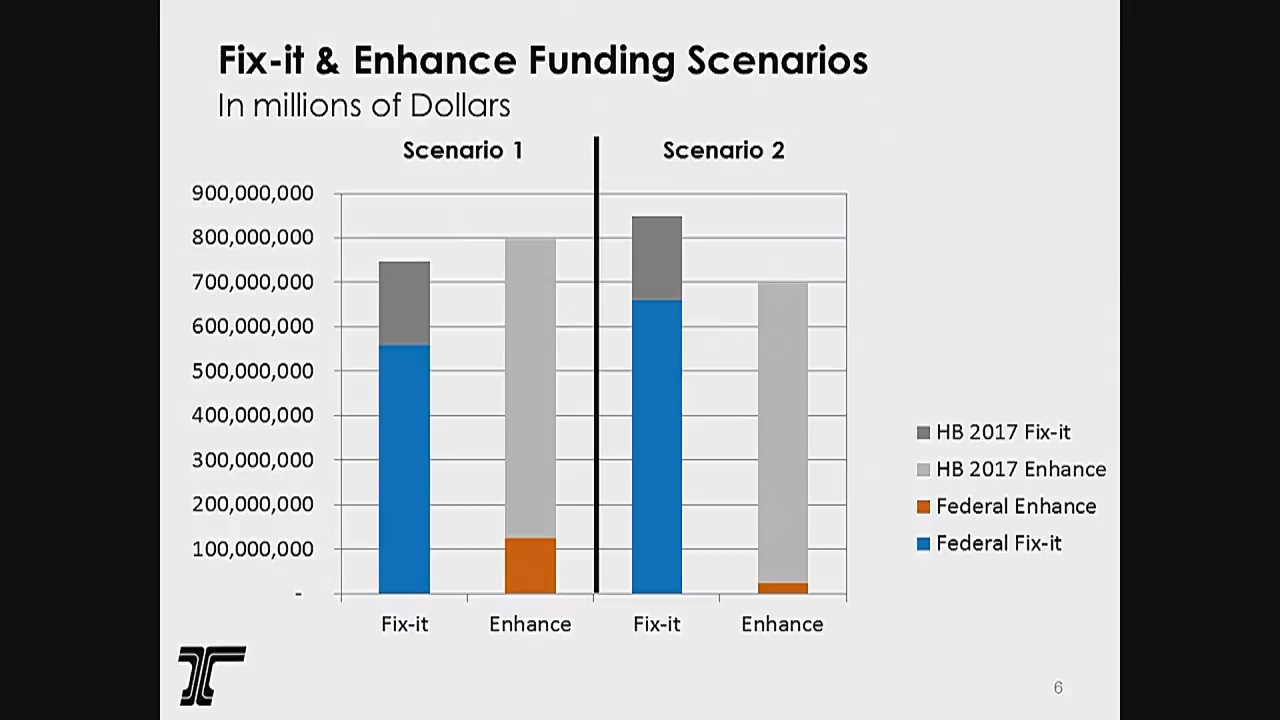 Fix-it & Enhance Funding Scenarios
In millions of Dollars
Scenario 1
Scenario 2
900,000,000
800,000,000
700,000,000
600,000,000
500,000,000
400,000,000
300,000,000
200,000,000
100,000,000
-
Fix-it
Enhance
Fix-it
Enhance
HB 2017 Fix-it
HB 2017 Enhance
Federal Enhance
Federal Fix-it
6